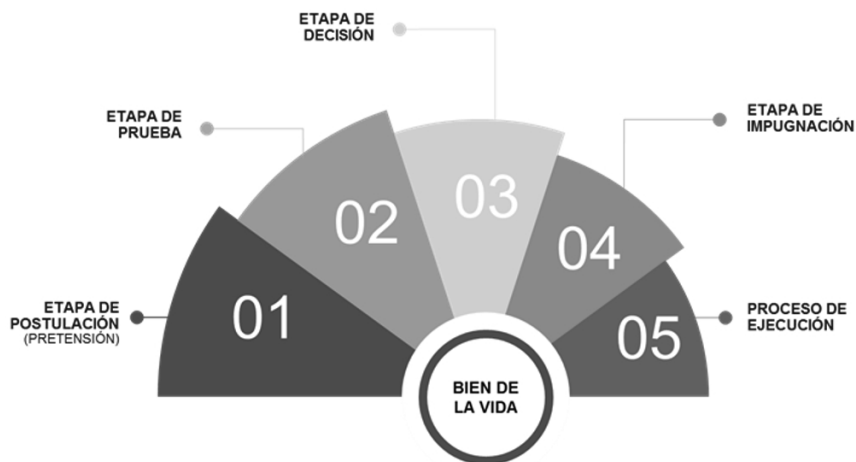 ETAPA DE
DECISIÓN
ETAPA DE
PRUEBA
ETAPA DE
IMPUGNACIÓN
03
02
04
01
05
ETAPA DE
POSTULACIÓN
(PRETENSIÓN)
PROCESO DE
EJECUCIÓN
BIEN DE
LA VIDA